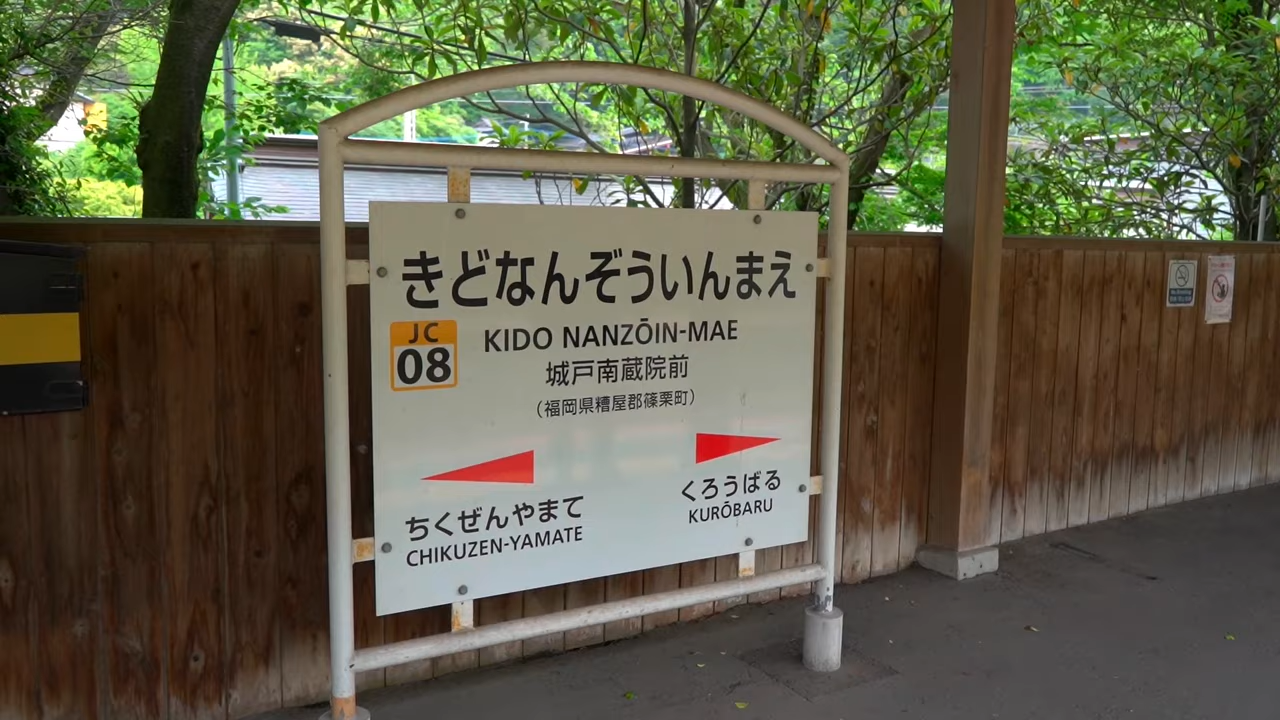 きどなんぞういんまえ
JC
08
KIDO NANZŌIN-MAE
城戸南蔵院前
（福岡県糟屋郡篠栗町）
ちくぜんやまて
CHIKUZEN-YAMATE
くろうばる
KURŌBARU